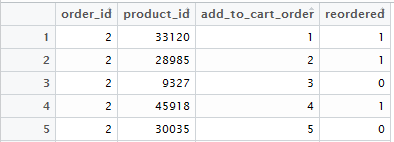 order_id product_id add_to_cart_order reordered
1 2 33120 1 1
2 2 28985 2 1
3 2 9327 3 0
4 2 45918 4 1
5 2 30035 5 0